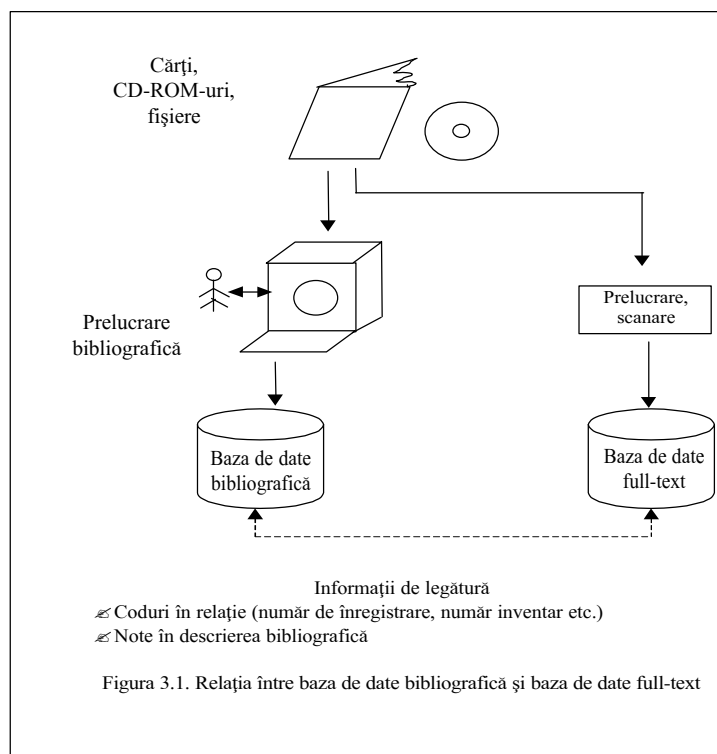 Cărţi,
CD-ROM-uri,
fişiere
Prelucrare
bibliografică
Prelucrare,
scanare
Baza de date
bibliografică
Baza de date
full-text
Informaţii de legătură
Coduri în relaţie (număr de înregistrare, număr inventar etc.)
Note în descrierea bibliografică
Figura 3.1. Relaţia între baza de date bibliografică şi baza de date full-text